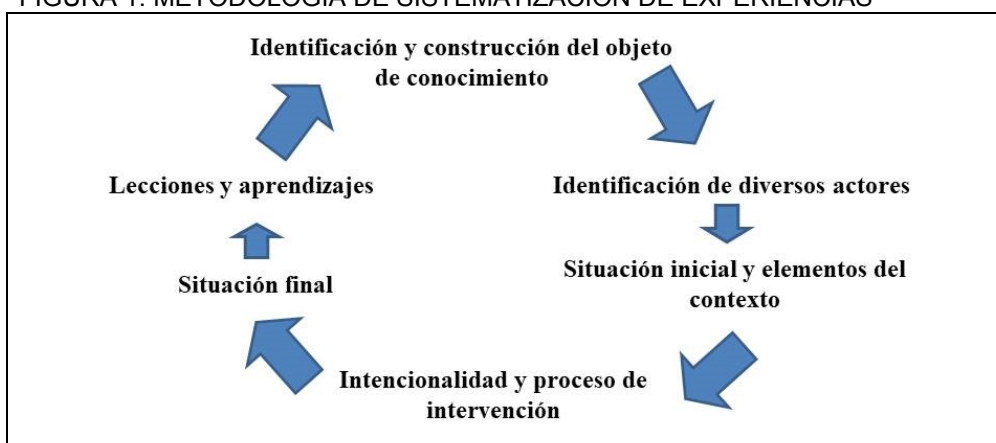 FIGURA 1. METODOLOGÍA DE SISTEMATIZACIÓN DE EXPERIENCIAS
Identificación y construcción del objeto
de conocimiento
Lecciones y aprendizajes
Identificación de diversos actores
Situación final
Situación inicial y elementos del
contexto
Intencionalidad y proceso de
intervención